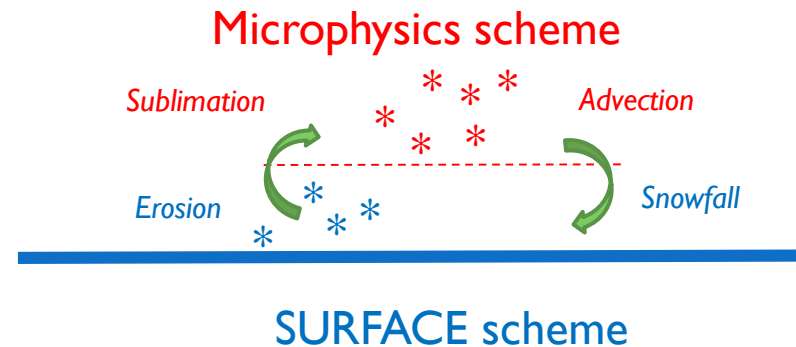 Microphysics scheme
Sublimation
Advection
Erosion
Snowfall
SURFACE scheme